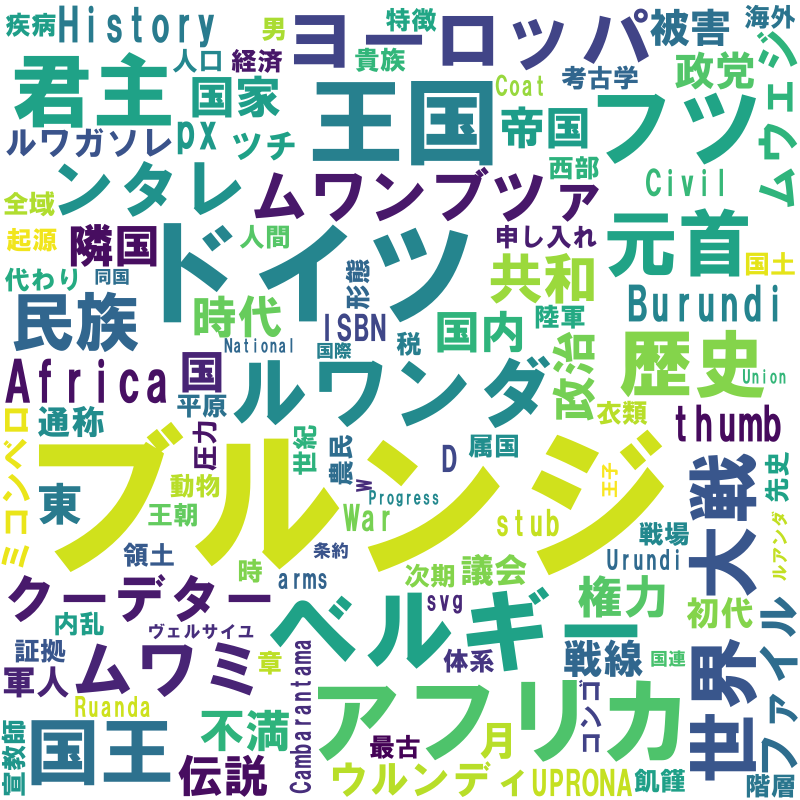 疾病
History
男
ヨーロッパ
特徴
被害
海外
人口
経済
貴族
Coat
考古学
政党
君主
国家
王国
帝国
フツ
ムウェジ
ルワガソレ
px
ツチ
西部
Civil
ンタレ
ムワンブツァ
全域
起源
隣国
人間
ドイツ
申し入れ
元首
国土
代わり
同国
形態
共和
民族
時代
ISBN
国内
陸軍
Burundi
National
国際
税
政治
歴史
Union
Africa
国
平原
ルワンダ
衣類
thumb
ミコンベロ
通称
圧力
世紀
農民
D
属国
ブルンジ
王子
大戦
先史
東
動物
王朝
w
Progress
War
stub
戦場
Urundi
ルアンダ
領土
条約
時
arms
次期
議会
クーデター
svg
権力
初代
内乱
ヴェルサイユ
ベルギー
証拠
ムワミ
章
Cambarantama
体系
戦線
国連
世界
ファイル
軍人
Ruanda
アフリカ
コンゴ
宣教師
国王
不満
最古
月
伝説
ウルンディ
UPRONA
飢饉
階層